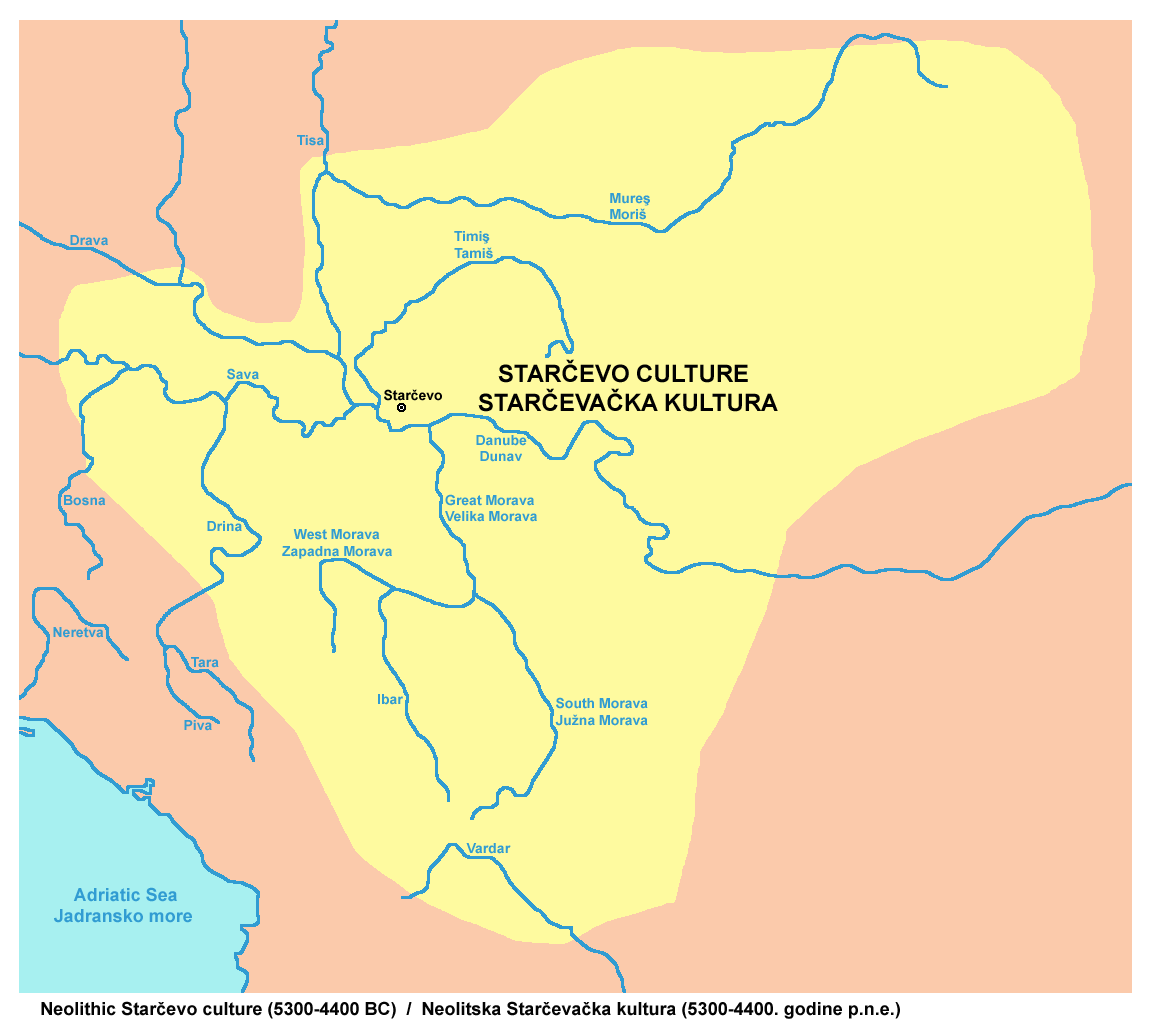 Tisa
Mureş
Moriš
Drava
Timiş
Tamiš
STARČEVO CULTURE
STARČEVAČKA KULTURA
Sava
Starčevo
Danube
Dunav
Bosna
Great Morava
Velika Morava
Drina
West Morava
Zapadna Morava
Neretva
Tara
Piva
Ibar
South Morava
Južna Morava
Vardar
Adriatic Sea
Jadransko more
Neolithic Starčevo culture (5300-4400 BC) / Neolitska Starčevačka kultura (5300-4400. godine p.n.e.)